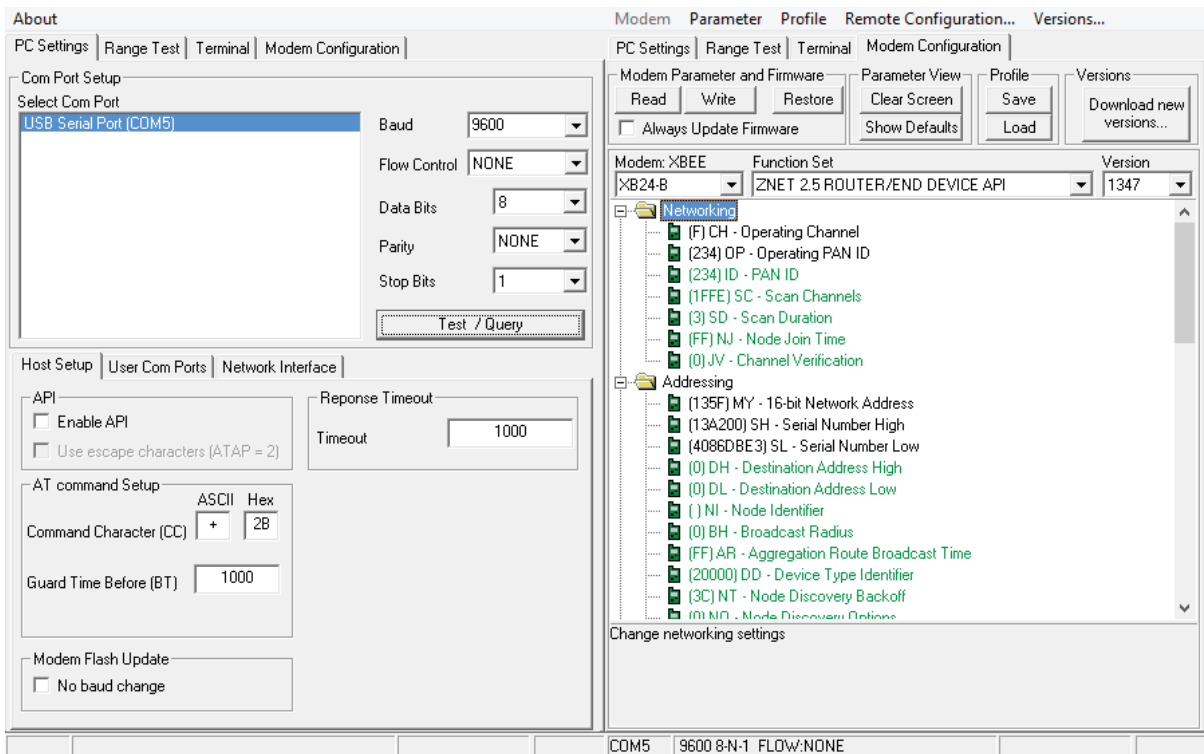 About
PC Settings Range Test Terminal Modem Configuration
Com Port Setup
Select Com Port
USB Serial Port (COM5)
Baud 9600
Flow Control NONE
Data Bits 8
Parity NONE
Stop Bits 1
Test / Query
Host Setup User Com Ports Network Interface
API
Enable API
Use escape characters (ATAP = 2)
Reponse Timeout
Timeout 1000
AT command Setup
ASCII Hex
Command Character (CC) + 2B
Guard Time Before (BT) 1000
Modem Flash Update
No baud change
Modem Parameter Profile Remote Configuration... Versions...
PC Settings Range Test Terminal Modem Configuration
Modem Parameter and Firmware
Read Write Restore
Always Update Firmware
Parameter View
Clear Screen
Show Defaults
Profile
Save
Load
Versions
Download new
versions...
Modem: XBEE Function Set Version
XB24-B ZNET 2.5 ROUTER/END DEVICE API 1347
Networking
(F) CH - Operating Channel
(234) OP - Operating PAN ID
(234) ID - PAN ID
(1FFE) SC - Scan Channels
(3) SD - Scan Duration
(FF) NJ - Node Join Time
(0) JV - Channel Verification
Addressing
(135F) MY - 16-bit Network Address
(13A200) SH - Serial Number High
(4086DBE3) SL - Serial Number Low
(0) DH - Destination Address High
(0) DL - Destination Address Low
( ) NI - Node Identifier
(0) BH - Broadcast Radius
(FF) AR - Aggregation Route Broadcast Time
(20000) DD - Device Type Identifier
(3C) NT - Node Discovery Backoff
(0) NO - Node Discovery Options
Change networking settings
COM5 9600 8-N-1 FLOW:NONE